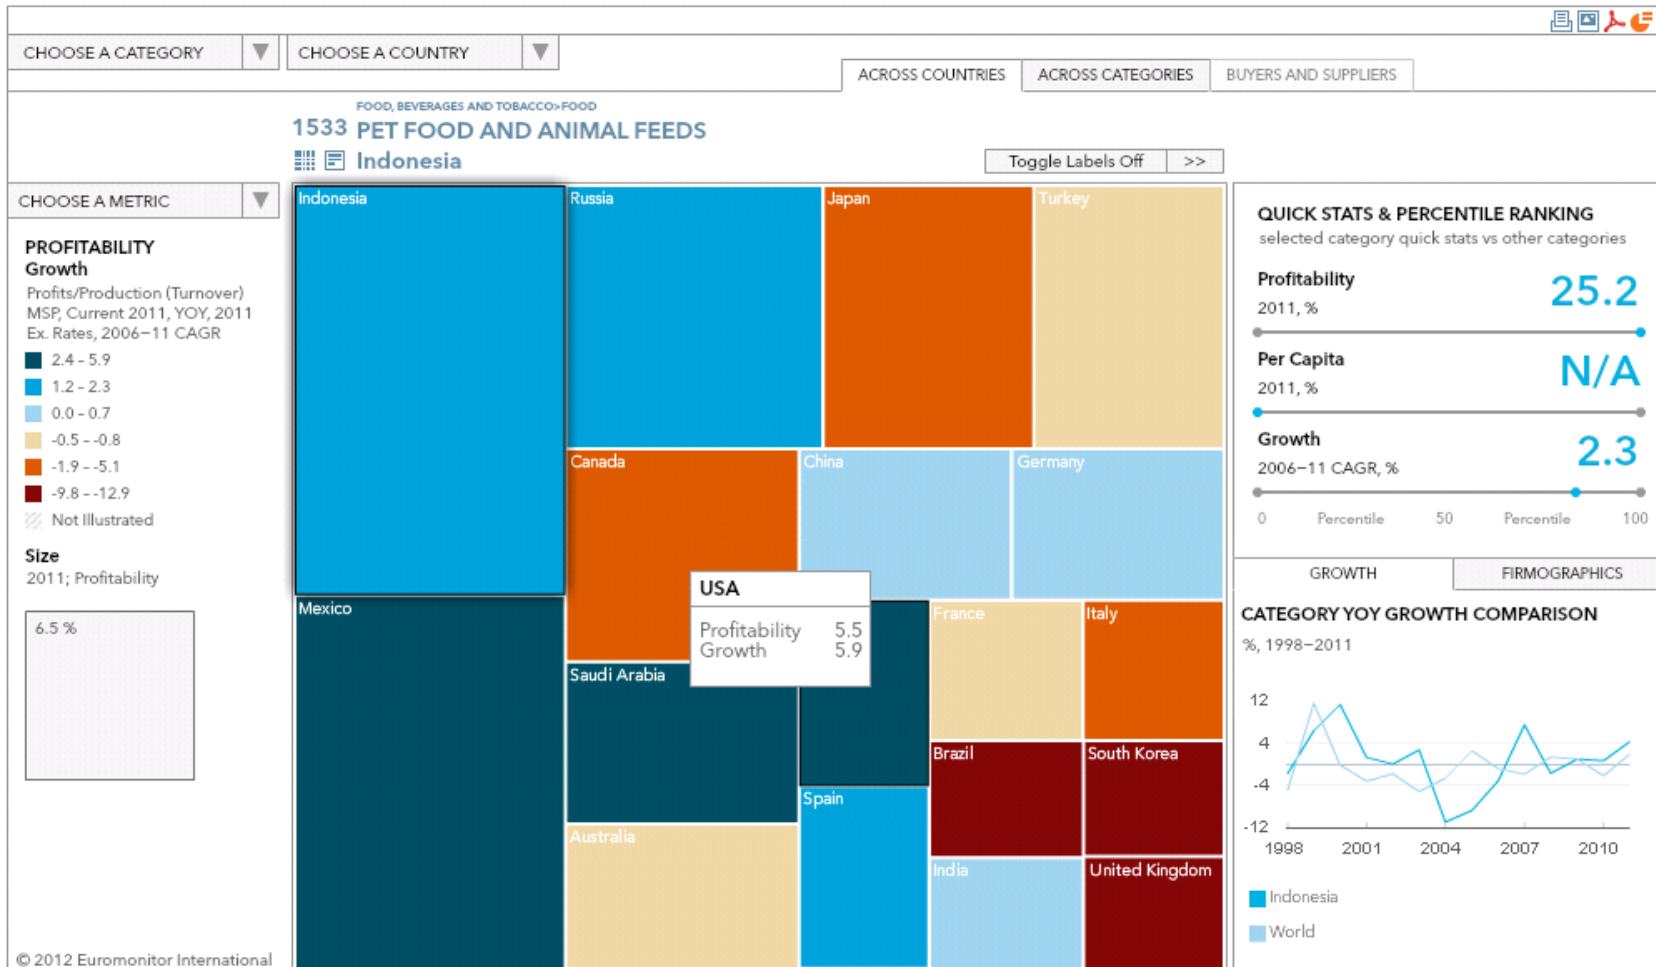 CHOOSE A CATEGORY
CHOOSE A COUNTRY
ACROSS COUNTRIES
ACROSS CATEGORIES
BUYERS AND SUPPLIERS
FOOD, BEVERAGES AND TOBACCO>FOOD
1533 PET FOOD AND ANIMAL FEEDS
Indonesia
Toggle Labels Off >>
CHOOSE A METRIC
PROFITABILITY
Growth
Profits/Production (Turnover)
MSP, Current 2011, YOY, 2011
Ex. Rates, 2006–11 CAGR
2.4 - 5.9
1.2 - 2.3
0.0 - 0.7
-0.5 - -0.8
-1.9 - -5.1
-9.8 - -12.9
Not Illustrated
Size
2011; Profitability
6.5 %
© 2012 Euromonitor International
Indonesia
Russia
Japan
Turkey
Canada
China
Germany
USA
Profitability 5.5
Growth 5.9
Mexico
Saudi Arabia
France
Italy
Brazil
South Korea
Spain
Australia
India
United Kingdom
QUICK STATS & PERCENTILE RANKING
selected category quick stats vs other categories
Profitability
2011, %
25.2
Per Capita
2011, %
N/A
Growth
2006–11 CAGR, %
2.3
0 Percentile 50 Percentile 100
GROWTH
FIRMOGRAPHICS
CATEGORY YOY GROWTH COMPARISON
%, 1998–2011
12
4
-4
-12
1998 2001 2004 2007 2010
Indonesia
World